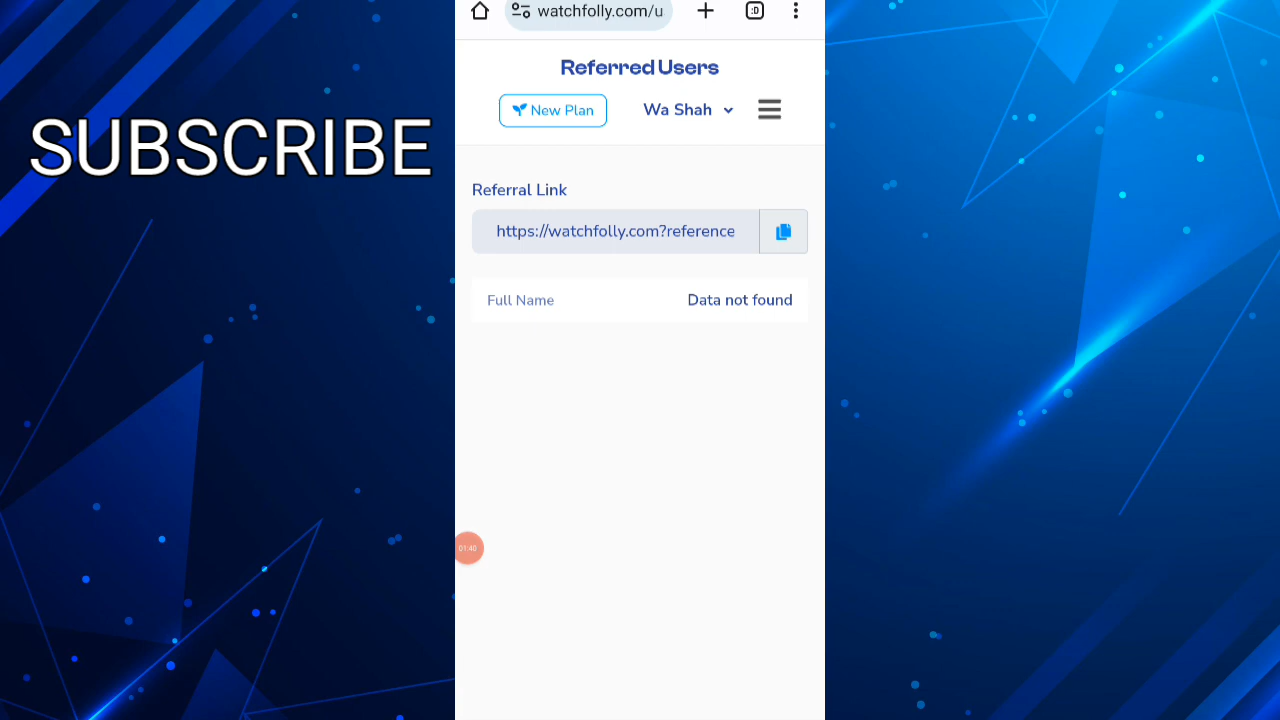 SUBSCRIBE
watchfolly.com/u
:D
Referred Users
New Plan
Wa Shah
Referral Link
https://watchfolly.com?reference
Full Name
Data not found
01:40